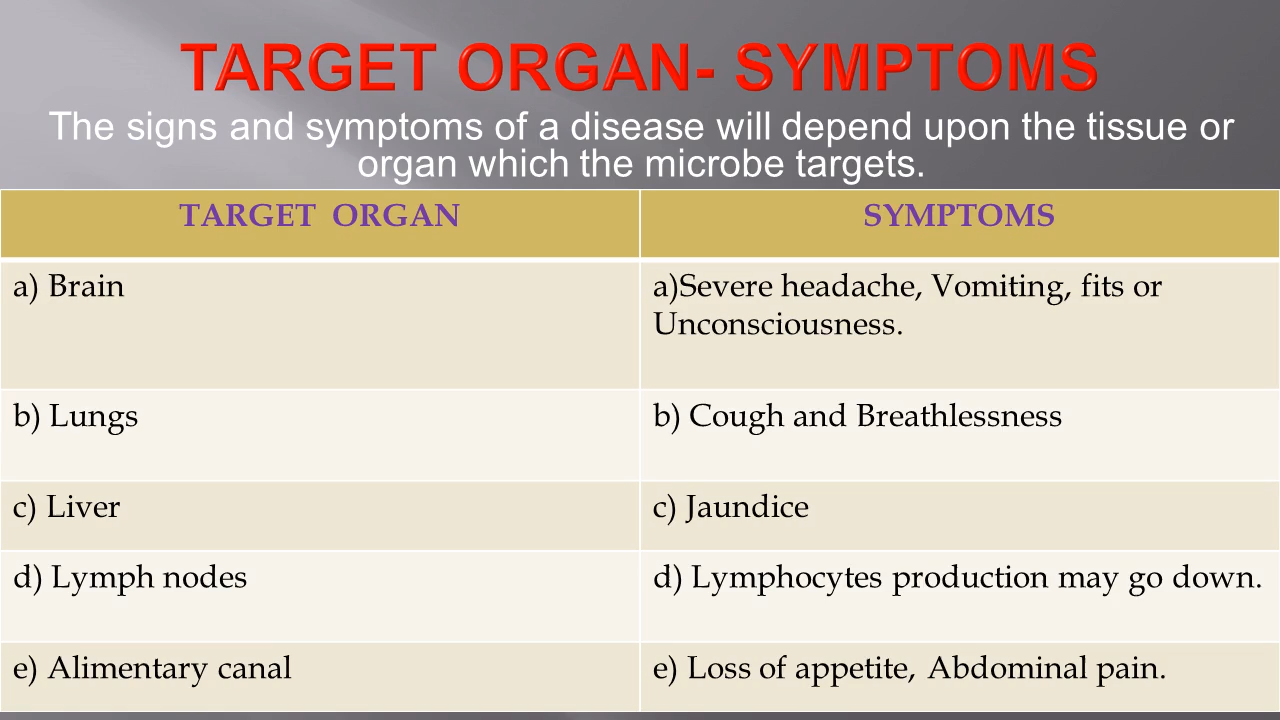 TARGET ORGAN- SYMPTOMS
The signs and symptoms of a disease will depend upon the tissue or
organ which the microbe targets.
TARGET ORGAN
SYMPTOMS
a) Brain
a)Severe headache, Vomiting, fits or
Unconsciousness.
b) Lungs
b) Cough and Breathlessness
c) Liver
c) Jaundice
d) Lymph nodes
d) Lymphocytes production may go down.
e) Alimentary canal
e) Loss of appetite, Abdominal pain.